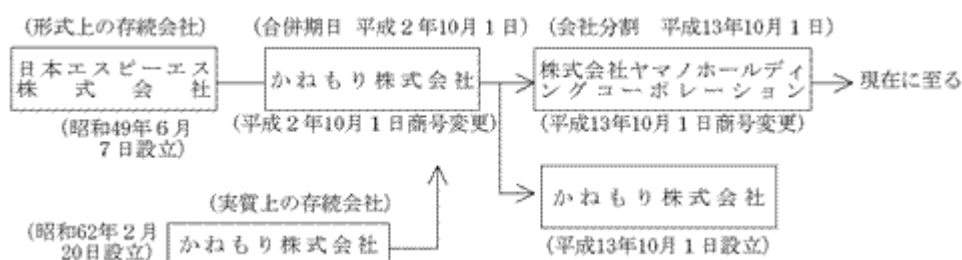 (形式上の存続会社)
(合併期日 平成2年10月1日)
(会社分割 平成13年10月1日)
日本エスピーエス
株式会社
かねもり株式会社
株式会社ヤマノホールディ
ングコーポレーション
現在に至る
(昭和49年6月
7日設立)
(平成2年10月1日商号変更)
(平成13年10月1日商号変更)
(実質上の存続会社)
かねもり株式会社
(昭和62年2月
20日設立)
かねもり株式会社
(平成13年10月1日設立)